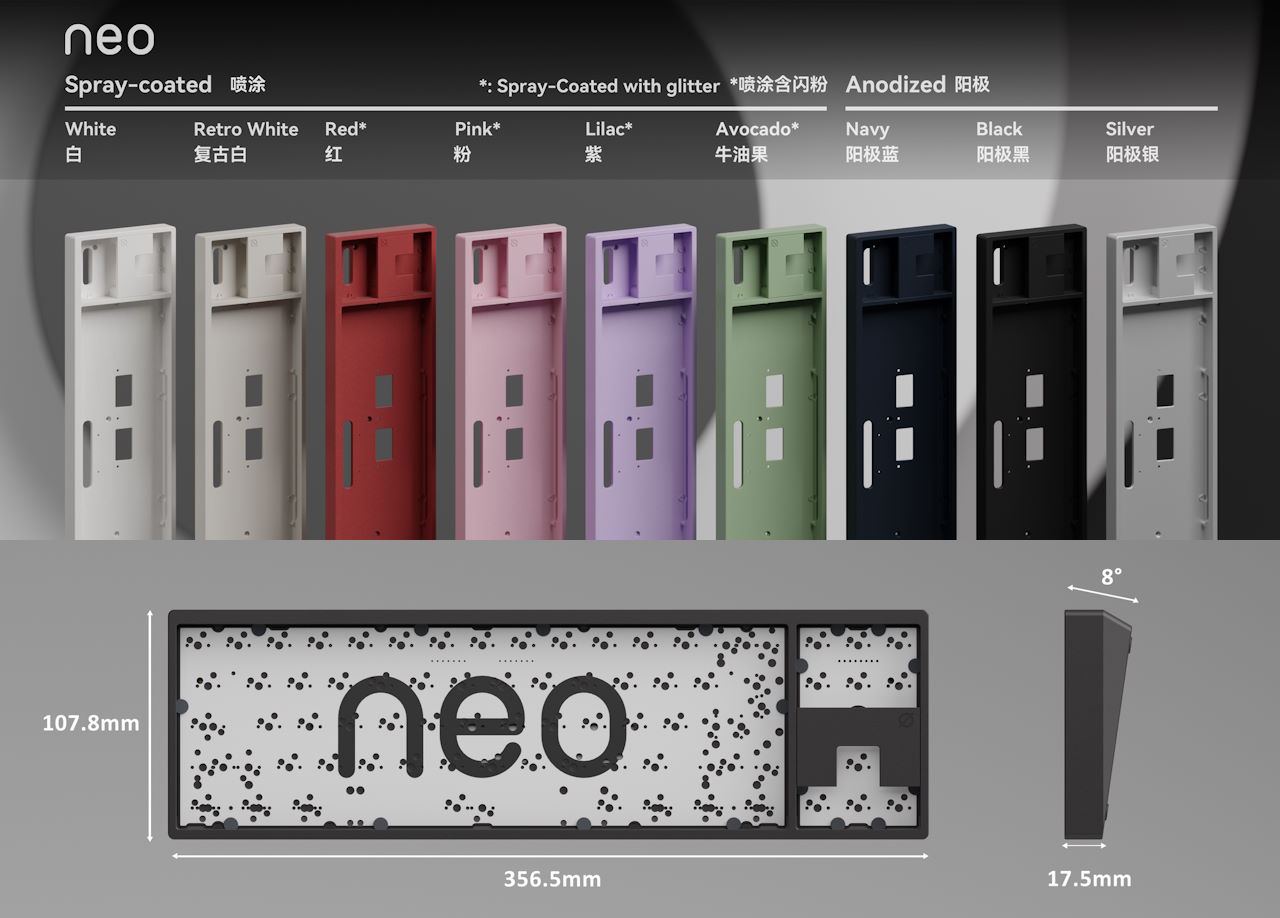 neo
Spray-coated 喷涂
*: Spray-Coated with glitter *喷涂含闪粉
Anodized 阳极
White
白
Retro White
复古白
Red*
红
Pink*
粉
Lilac*
紫
Avocado*
牛油果
Navy
阳极蓝
Black
阳极黑
Silver
阳极银
8°
107.8mm
neo
356.5mm
17.5mm